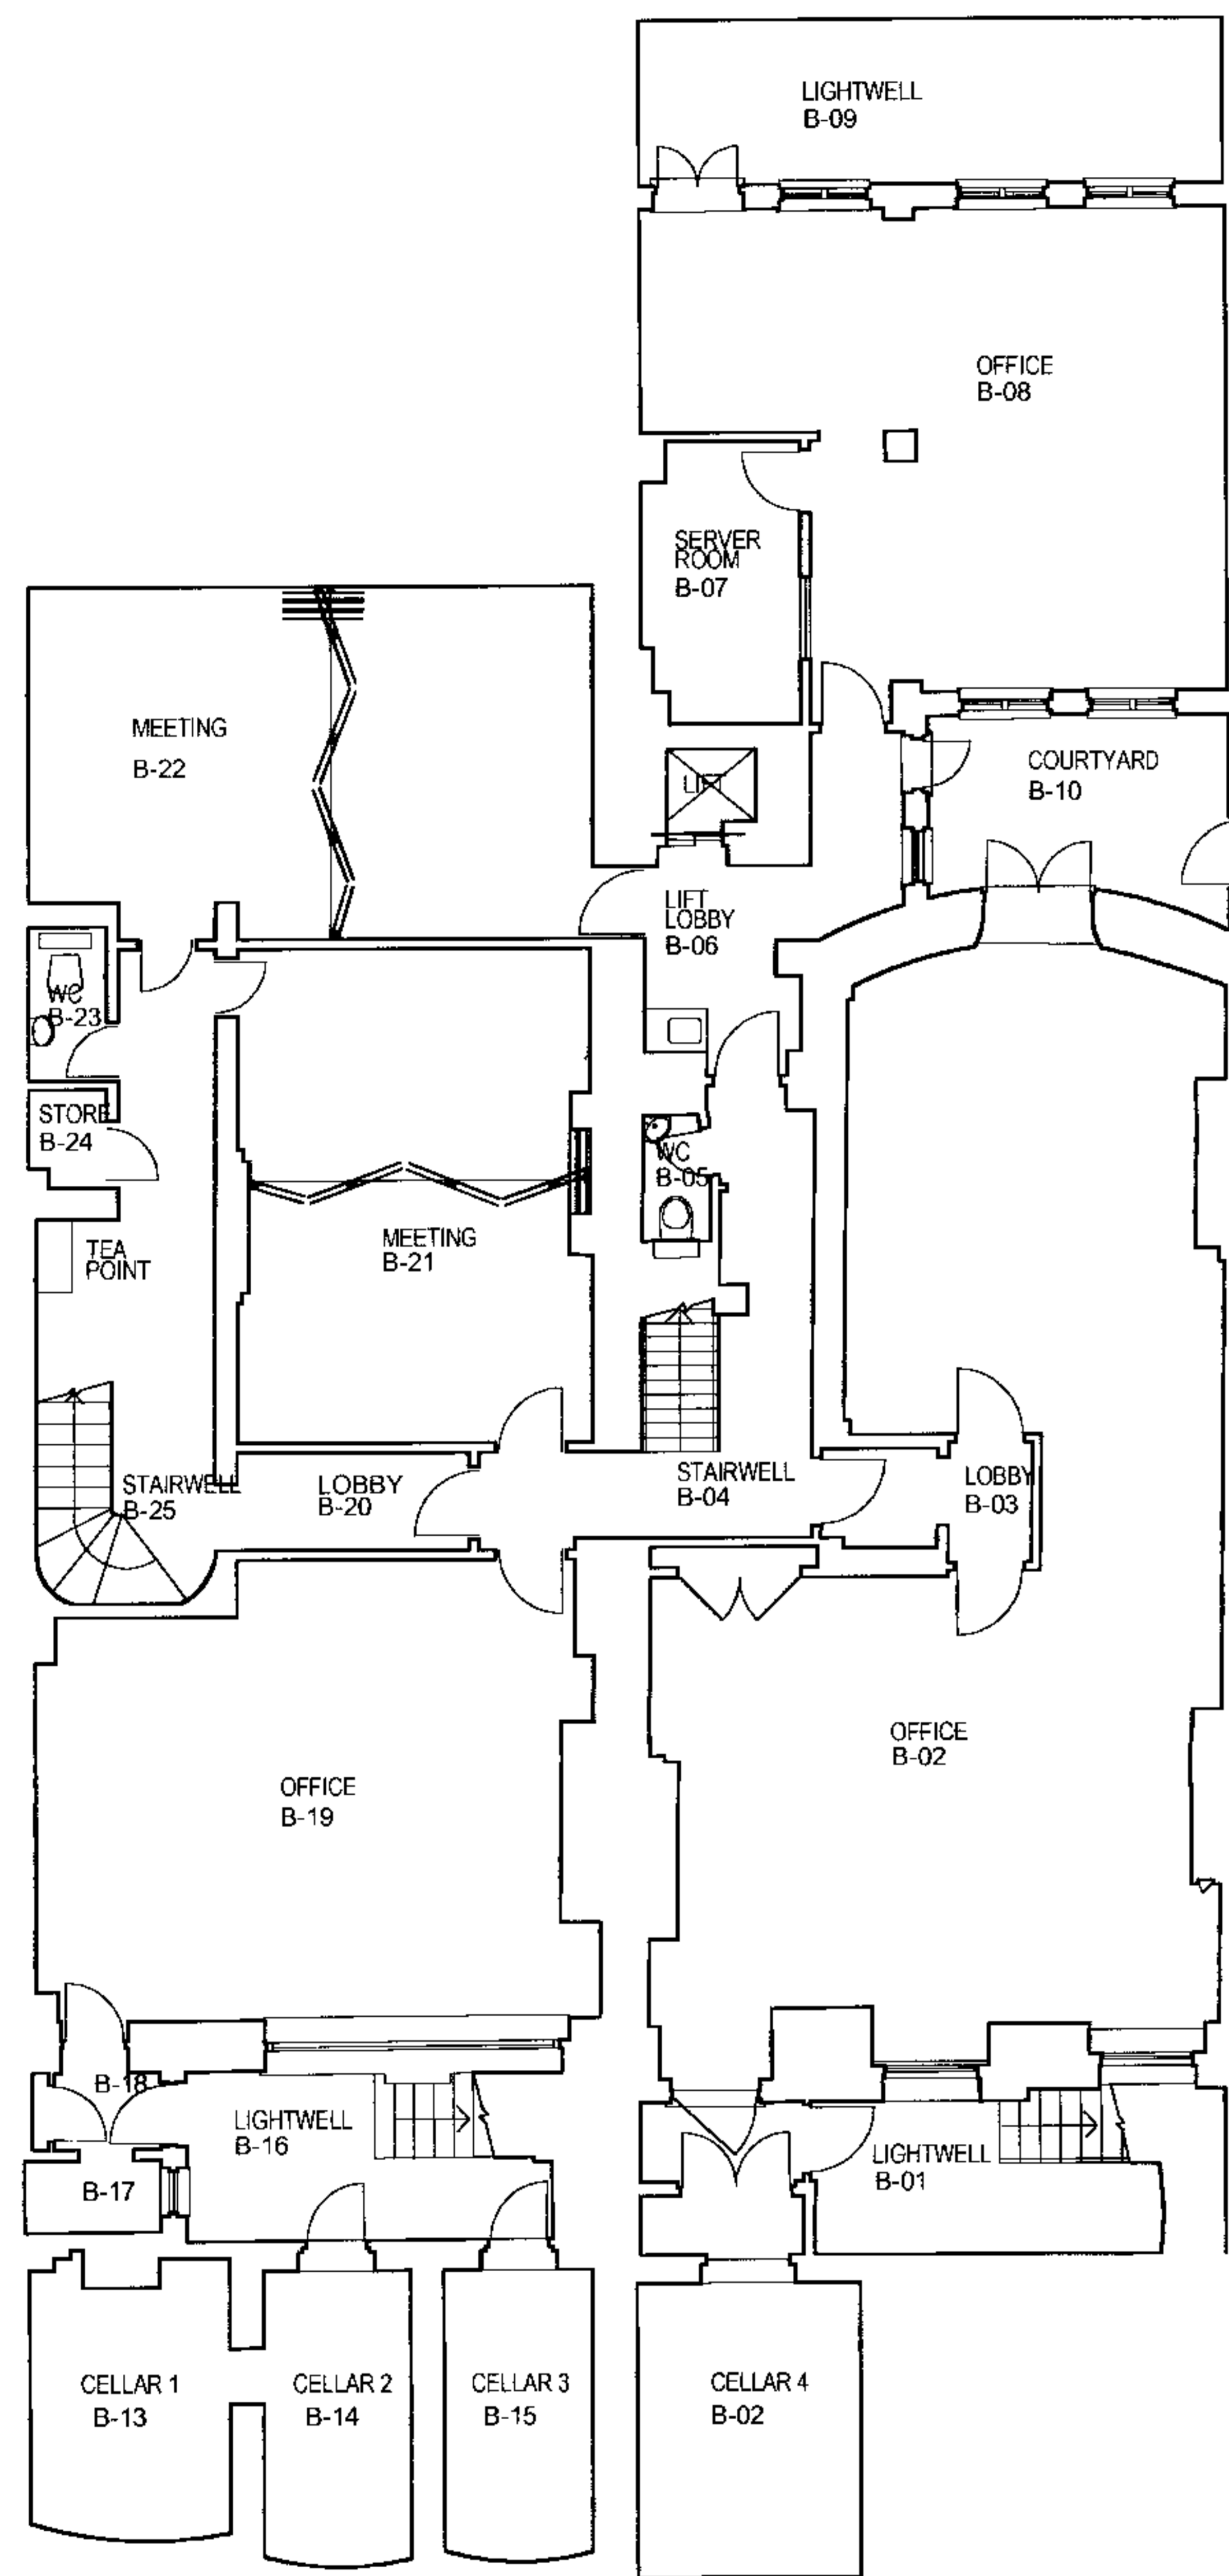 LIGHTWELL
B-09
OFFICE
B-08
SERVER
ROOM
B-07
MEETING
B-22
LIFT
COURTYARD
B-10
LIFT
LOBBY
B-06
WC
B-23
STORE
B-24
WC
B-05
TEA
POINT
MEETING
B-21
STAIRWELL
B-25
LOBBY
B-20
STAIRWELL
B-04
LOBBY
B-03
OFFICE
B-02
OFFICE
B-19
B-18
LIGHTWELL
B-16
B-17
LIGHTWELL
B-01
CELLAR 1
B-13
CELLAR 2
B-14
CELLAR 3
B-15
CELLAR 4
B-02